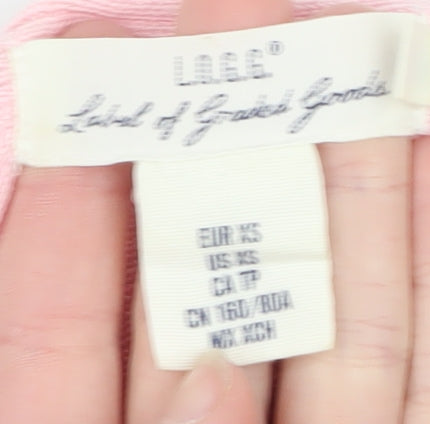 L.O.G.G.®
Label of Graded Goods
EUR XS
US XS
CA TP
CN 160/80A
MX XCH